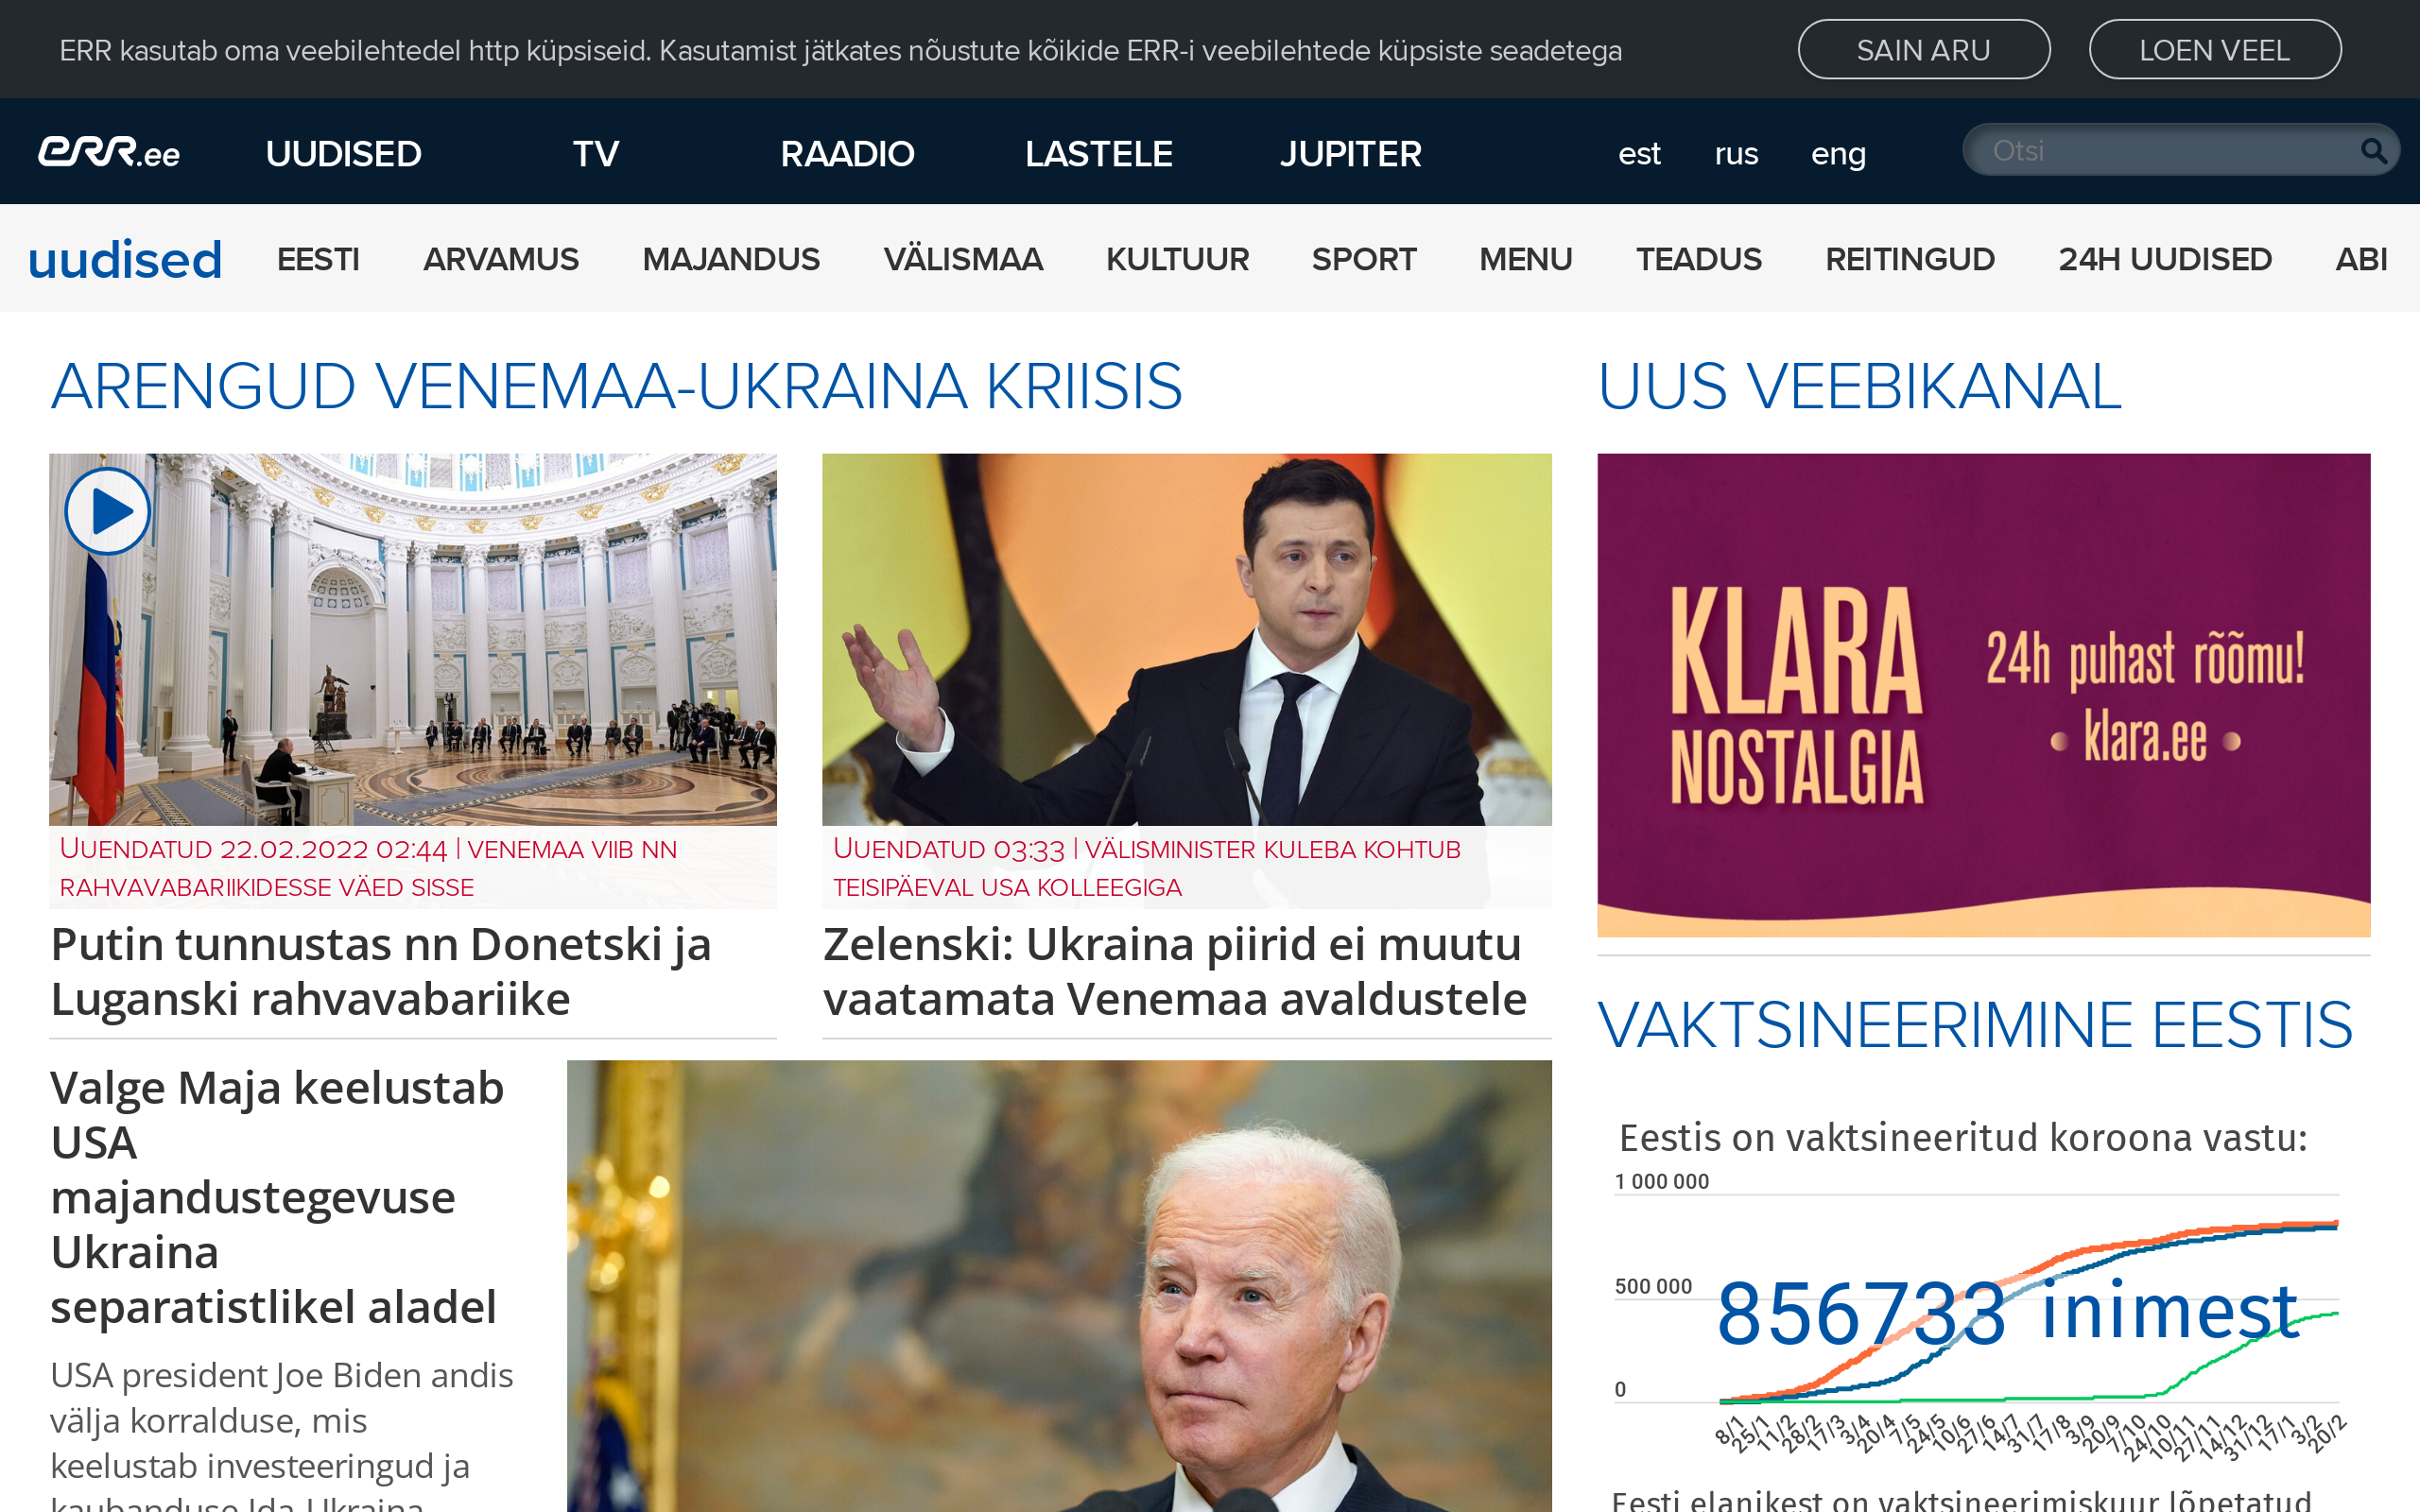 ERR kasutab oma veebilehtedel http küpsiseid. Kasutamist jätkates nõustute kõikide ERR-i veebilehtede küpsiste seadetega
SAIN ARU
LOEN VEEL
err.ee
UUDISED
TV
RAADIO
LASTELE
JUPITER
est
rus
eng
Otsi
uudised
EESTI
ARVAMUS
MAJANDUS
VÄLISMAA
KULTUUR
SPORT
MENU
TEADUS
REITINGUD
24H UUDISED
ABI
ARENGUD VENEMAA-UKRAINA KRIISIS
UUENDATUD 22.02.2022 02:44 | VENEMAA VIIB NN
RAHVAVABARIIKIDESSE VÄED SISSE
Putin tunnustas nn Donetski ja
Luganski rahvavabariike
UUENDATUD 03:33 | VÄLISMINISTER KULEBA KOHTUB
TEISIPÄEVAL USA KOLLEEGIGA
Zelenski: Ukraina piirid ei muutu
vaatamata Venemaa avaldustele
Valge Maja keelustab
USA
majandustegevuse
Ukraina
separatistlikel aladel
USA president Joe Biden andis
välja korralduse, mis
keelustab investeeringud ja
kaubanduse Ida-Ukraina
UUS VEEBIKANAL
KLARA
NOSTALGIA
24h puhast rõõmu!
• klara.ee •
VAKTSINEERIMINE EESTIS
Eestis on vaktsineeritud koroona vastu:
1 000 000
500 000
0
856733 inimest
8/1 25/1 11/2 28/2 17/3 3/4 20/4 7/5 24/5 10/6 27/6 14/7 31/7 17/8 3/9 20/9 7/10 24/10 10/11 27/11 14/12 31/12 17/1 3/2 20/2
Eesti elanikest on vaktsineerimiskuur lõpetatud